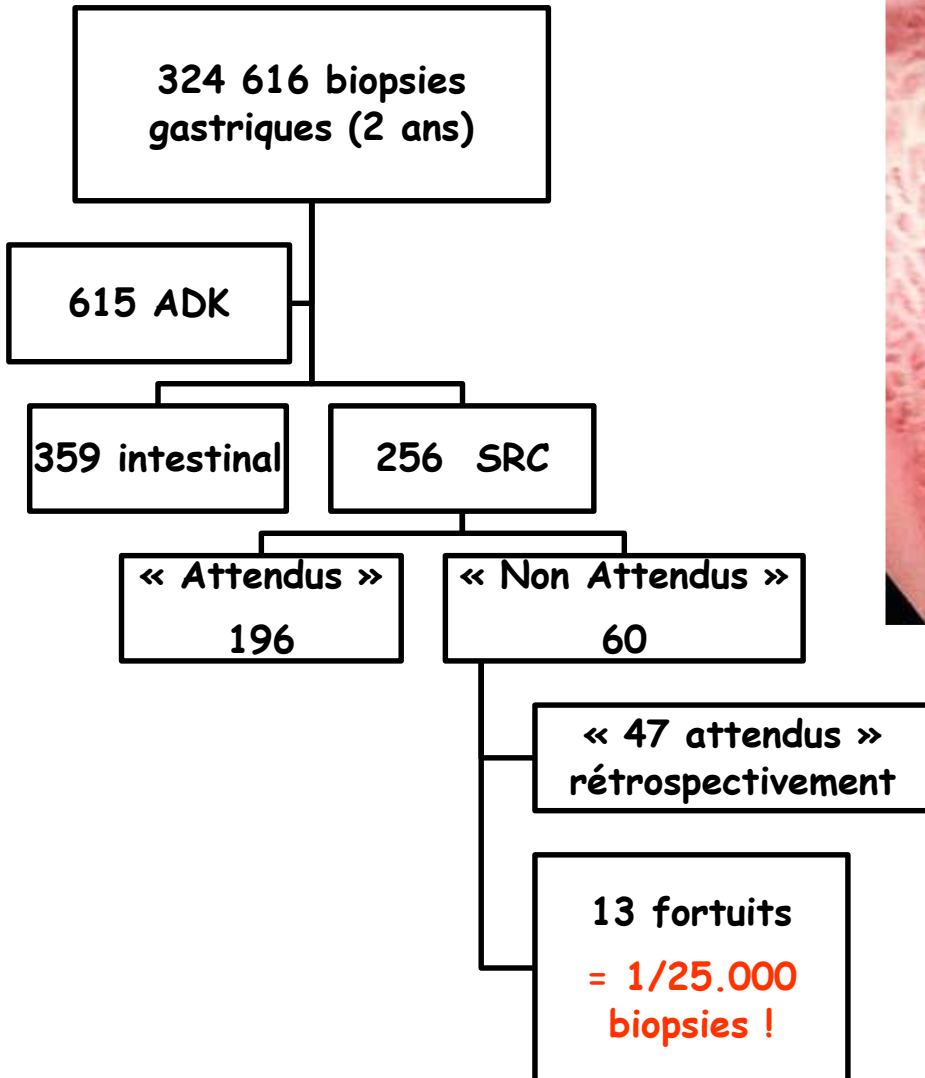 324 616 biopsies
gastriques (2 ans)
615 ADK
359 intestinal
256 SRC
« Attendus »
196
« Non Attendus »
60
« 47 attendus »
rétrospectivement
13 fortuits
= 1/25.000
biopsies !